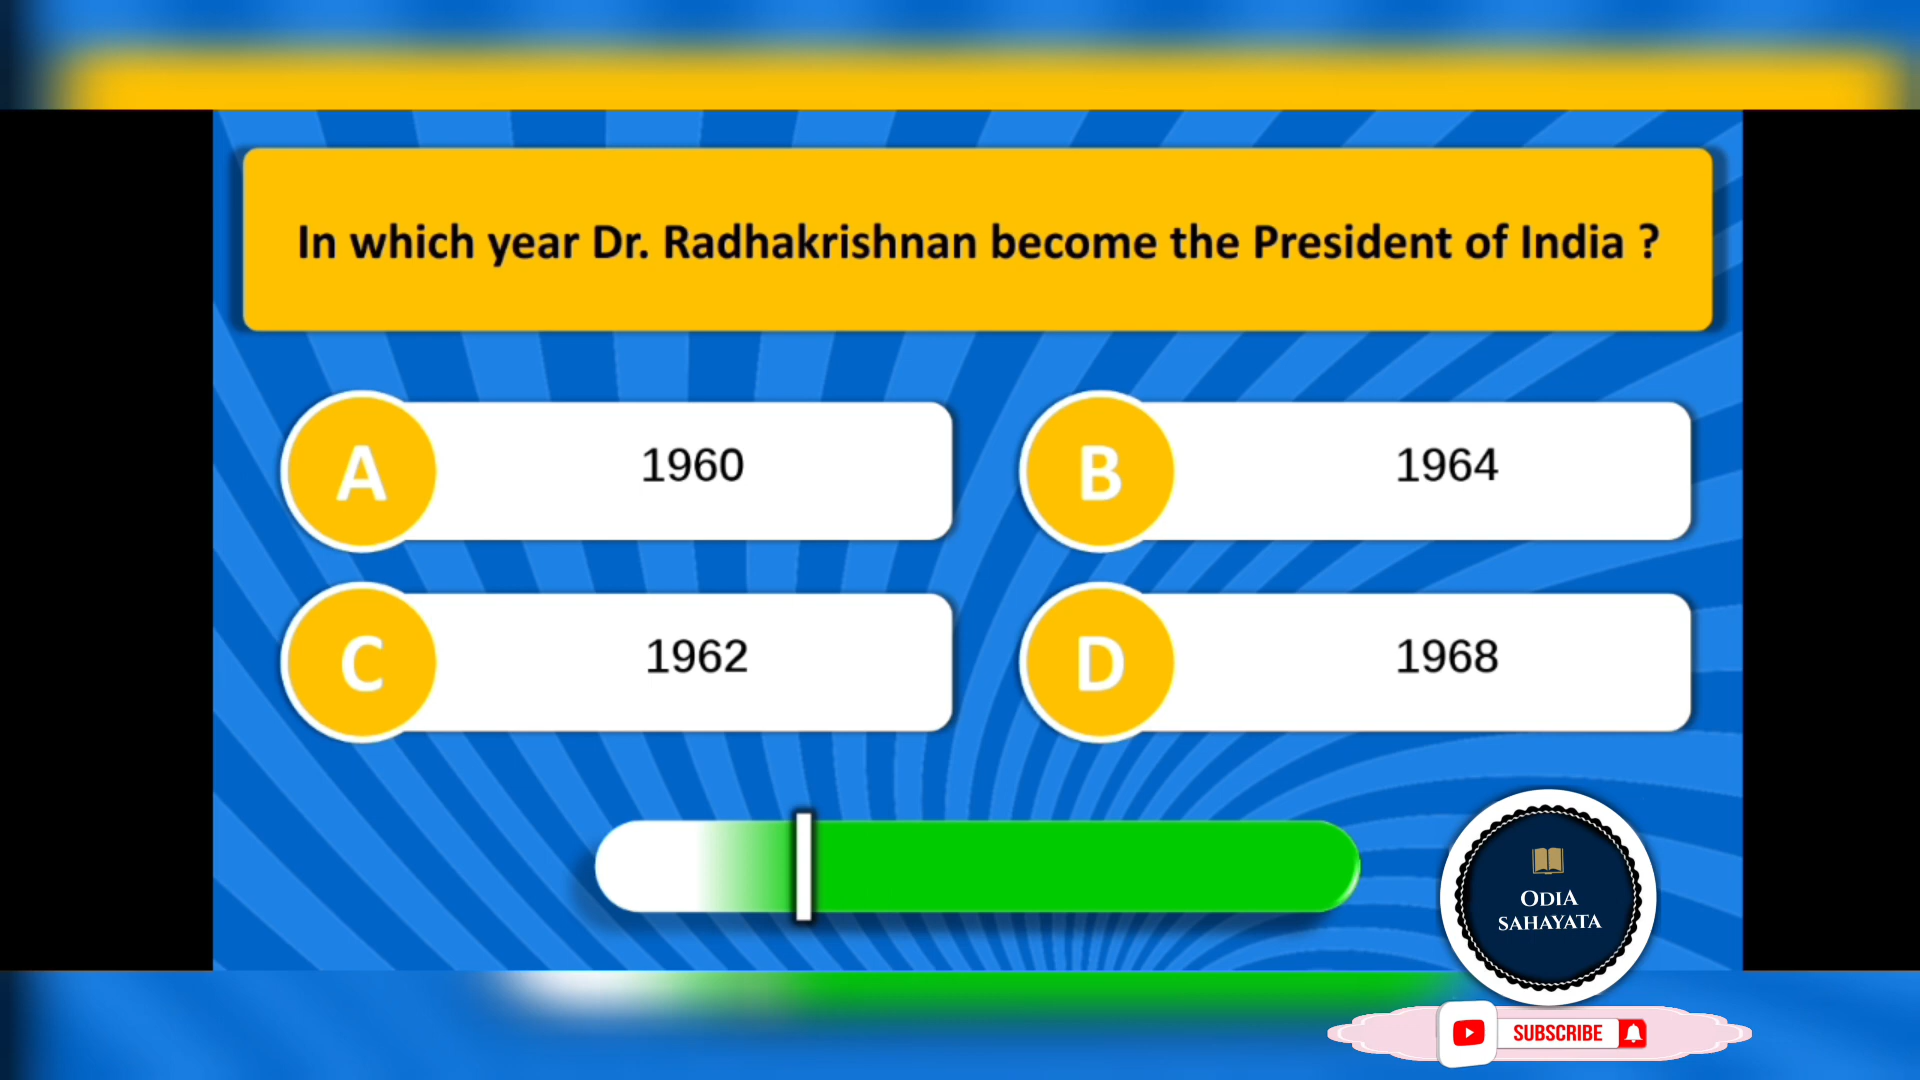 In which year Dr. Radhakrishnan become the President of India ?
A 1960
B 1964
C 1962
D 1968
ODIA
SAHAYATA
SUBSCRIBE